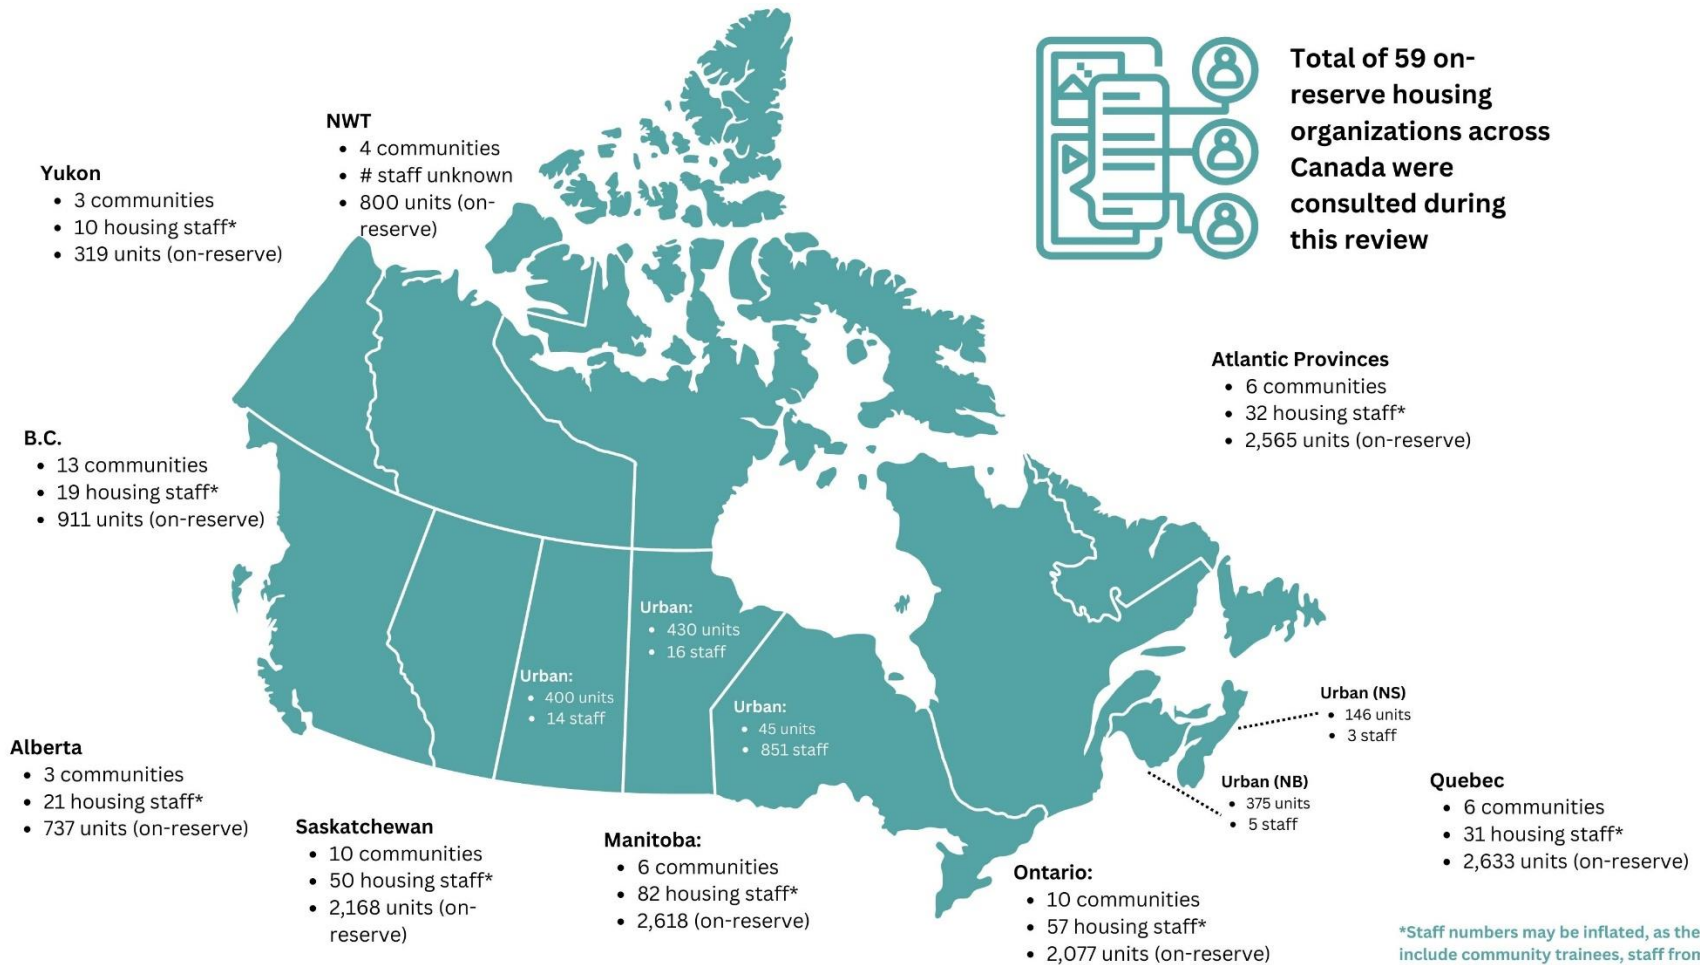 Total of 59 on-
reserve housing
organizations across
Canada were
consulted during
this review
NWT
• 4 communities
• # staff unknown
• 800 units (on-
reserve)
Yukon
• 3 communities
• 10 housing staff*
• 319 units (on-reserve)
Atlantic Provinces
• 6 communities
• 32 housing staff*
• 2,565 units (on-reserve)
B.C.
• 13 communities
• 19 housing staff*
• 911 units (on-reserve)
Urban:
• 430 units
• 16 staff
Urban:
• 400 units
• 14 staff
Urban:
• 45 units
• 851 staff
Urban (NS)
• 146 units
• 3 staff
Urban (NB)
• 375 units
• 5 staff
Alberta
• 3 communities
• 21 housing staff*
• 737 units (on-reserve)
Saskatchewan
• 10 communities
• 50 housing staff*
• 2,168 units (on-
reserve)
Manitoba:
• 6 communities
• 82 housing staff*
• 2,618 (on-reserve)
Ontario:
• 10 communities
• 57 housing staff*
• 2,077 units (on-reserve)
Quebec
• 6 communities
• 31 housing staff*
• 2,633 units (on-reserve)
*Staff numbers may be inflated, as the
include community trainees, staff fron